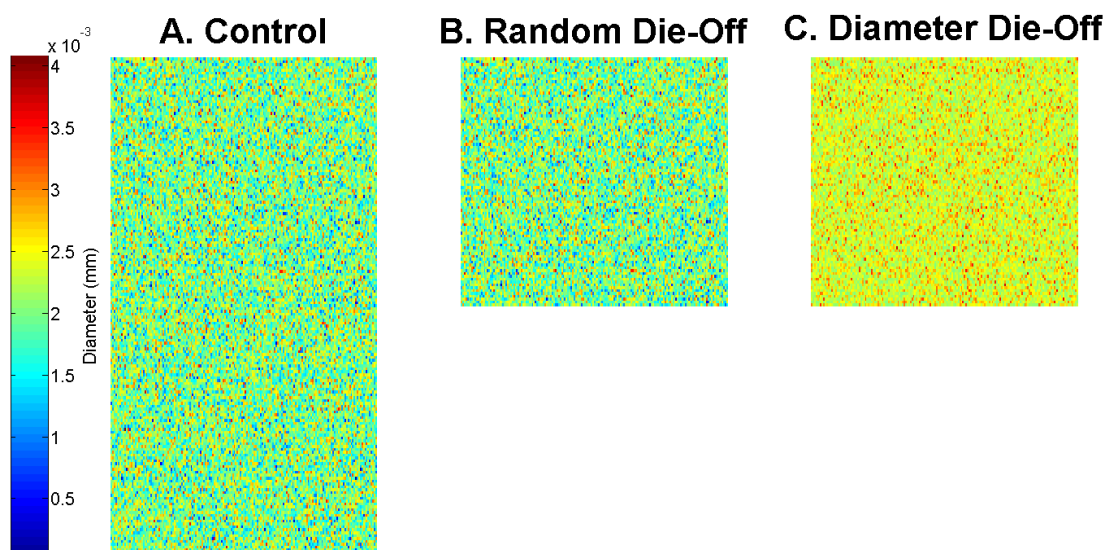 A. Control
B. Random Die-Off
C. Diameter Die-Off
x 10-3
4
3.5
3
2.5
2
1.5
1
0.5
Diameter (mm)